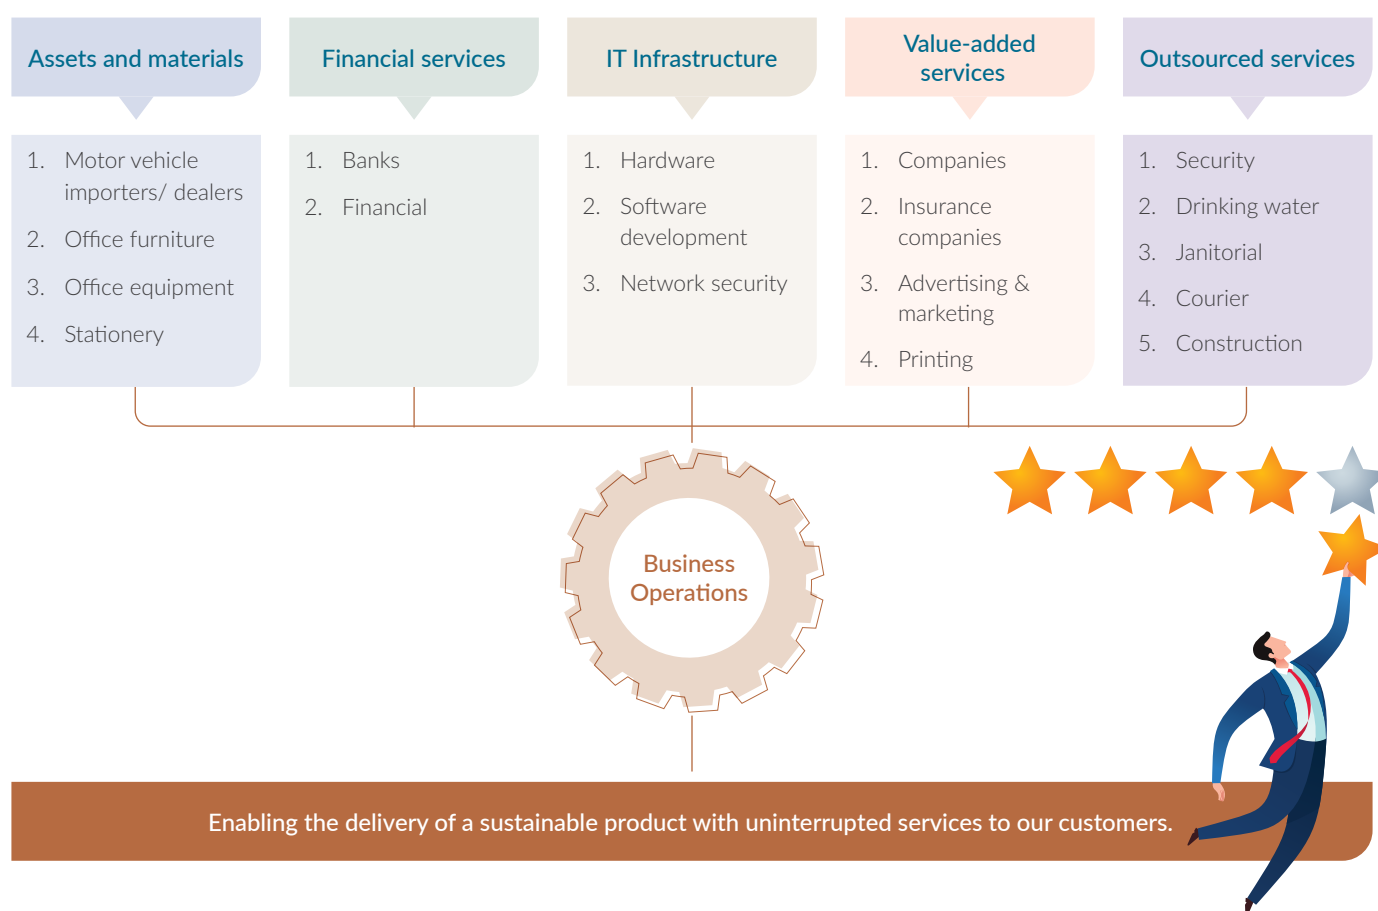 Assets and materials
1. Motor vehicle
importers/ dealers
2. Office furniture
3. Office equipment
4. Stationery
Financial services
1. Banks
2. Financial
IT Infrastructure
1. Hardware
2. Software
development
3. Network security
Value-added
services
1. Companies
2. Insurance
companies
3. Advertising &
marketing
4. Printing
Outsourced services
1. Security
2. Drinking water
3. Janitorial
4. Courier
5. Construction
Business
Operations
Enabling the delivery of a sustainable product with uninterrupted services to our customers.